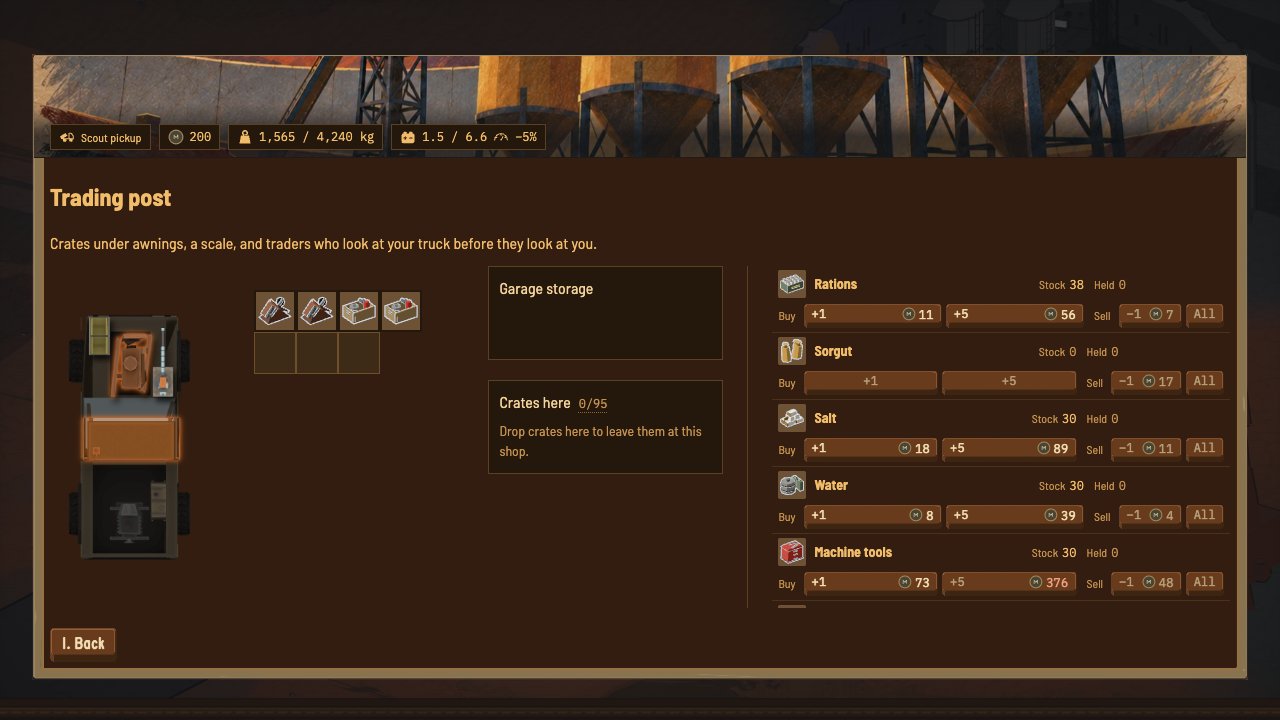 Scout pickup
200
1,565 / 4,240 kg
1.5 / 6.6 -5%
Trading post
Crates under awnings, a scale, and traders who look at your truck before they look at you.
Garage storage
Crates here 0/95
Drop crates here to leave them at this
shop.
Rations Stock 38 Held 0
Buy +1 M 11 +5 M 56 Sell -1 M 7 All
Sorgut Stock 0 Held 0
Buy +1 +5 Sell -1 M 17 All
Salt Stock 30 Held 0
Buy +1 M 18 +5 M 89 Sell -1 M 11 All
Water Stock 30 Held 0
Buy +1 M 8 +5 M 39 Sell -1 M 4 All
Machine tools Stock 30 Held 0
Buy +1 M 73 +5 M 376 Sell -1 M 48 All
1. Back